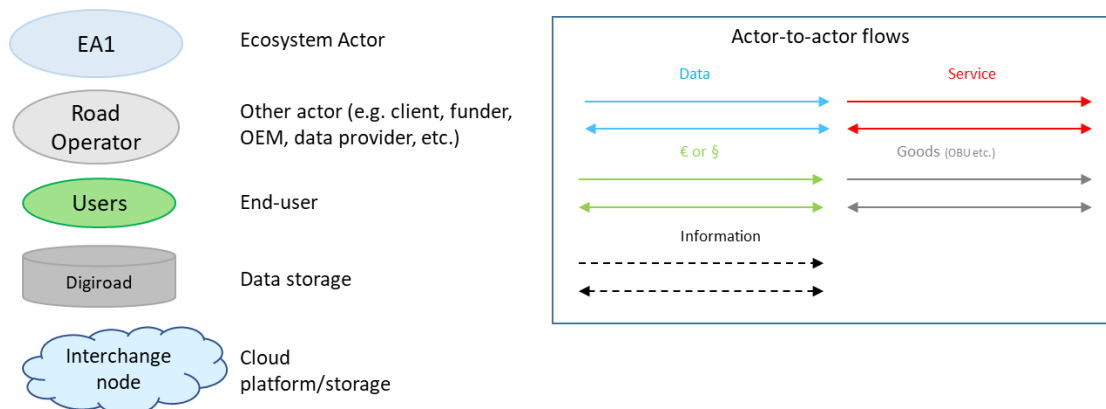 EA1
Ecosystem Actor
Road
Operator
Other actor (e.g. client, funder,
OEM, data provider, etc.)
Users
End-user
Digiroad
Data storage
Interchange
node
Cloud
platform/storage
Actor-to-actor flows
Data
Service
€ or §
Goods (OBU etc.)
Information